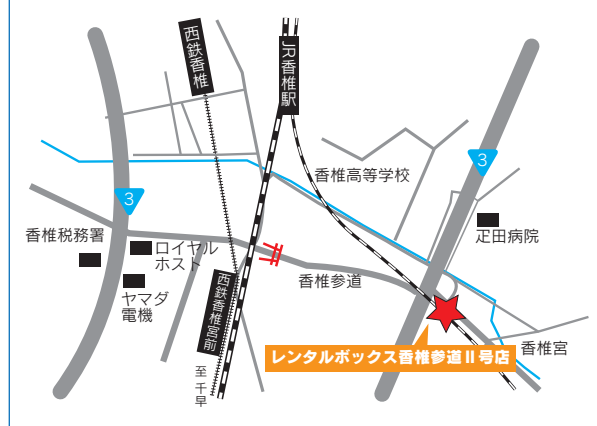 西鉄香椎
JR香椎駅
3
香椎高等学校
3
疋田病院
香椎税務署
ロイヤル
ホスト
ヤマダ
電機
西鉄香椎宮前
香椎参道
レンタルボックス香椎参道Ⅱ号店
香椎宮
至 千早